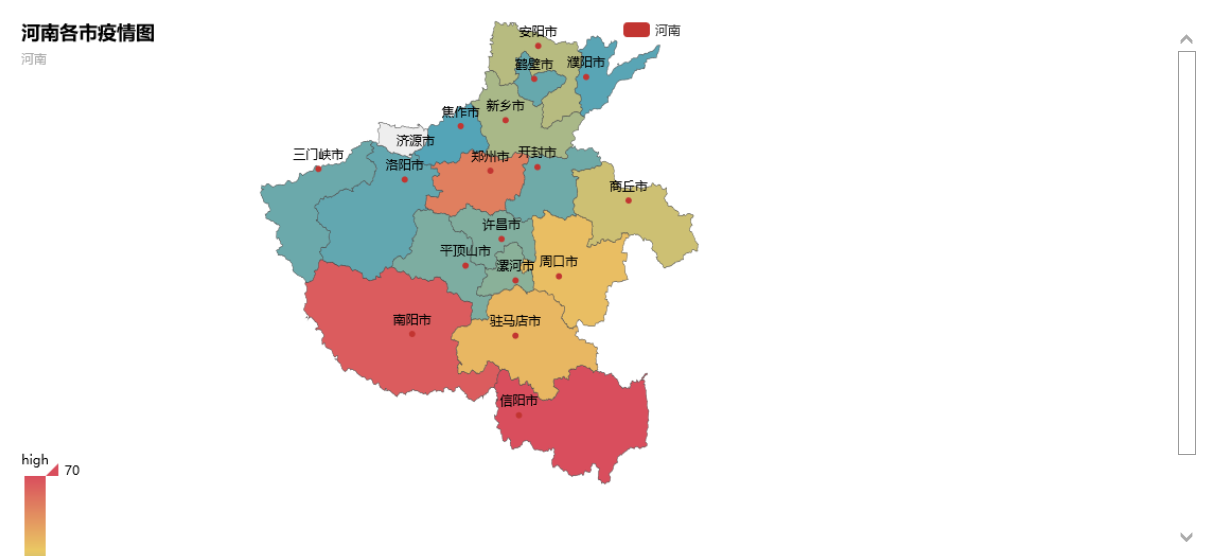 河南各市疫情图
河南
河南
安阳市
鹤壁市
濮阳市
新乡市
焦作市
济源市
三门峡市
洛阳市
郑州市
开封市
商丘市
许昌市
平顶山市
漯河市
周口市
南阳市
驻马店市
信阳市
high
70